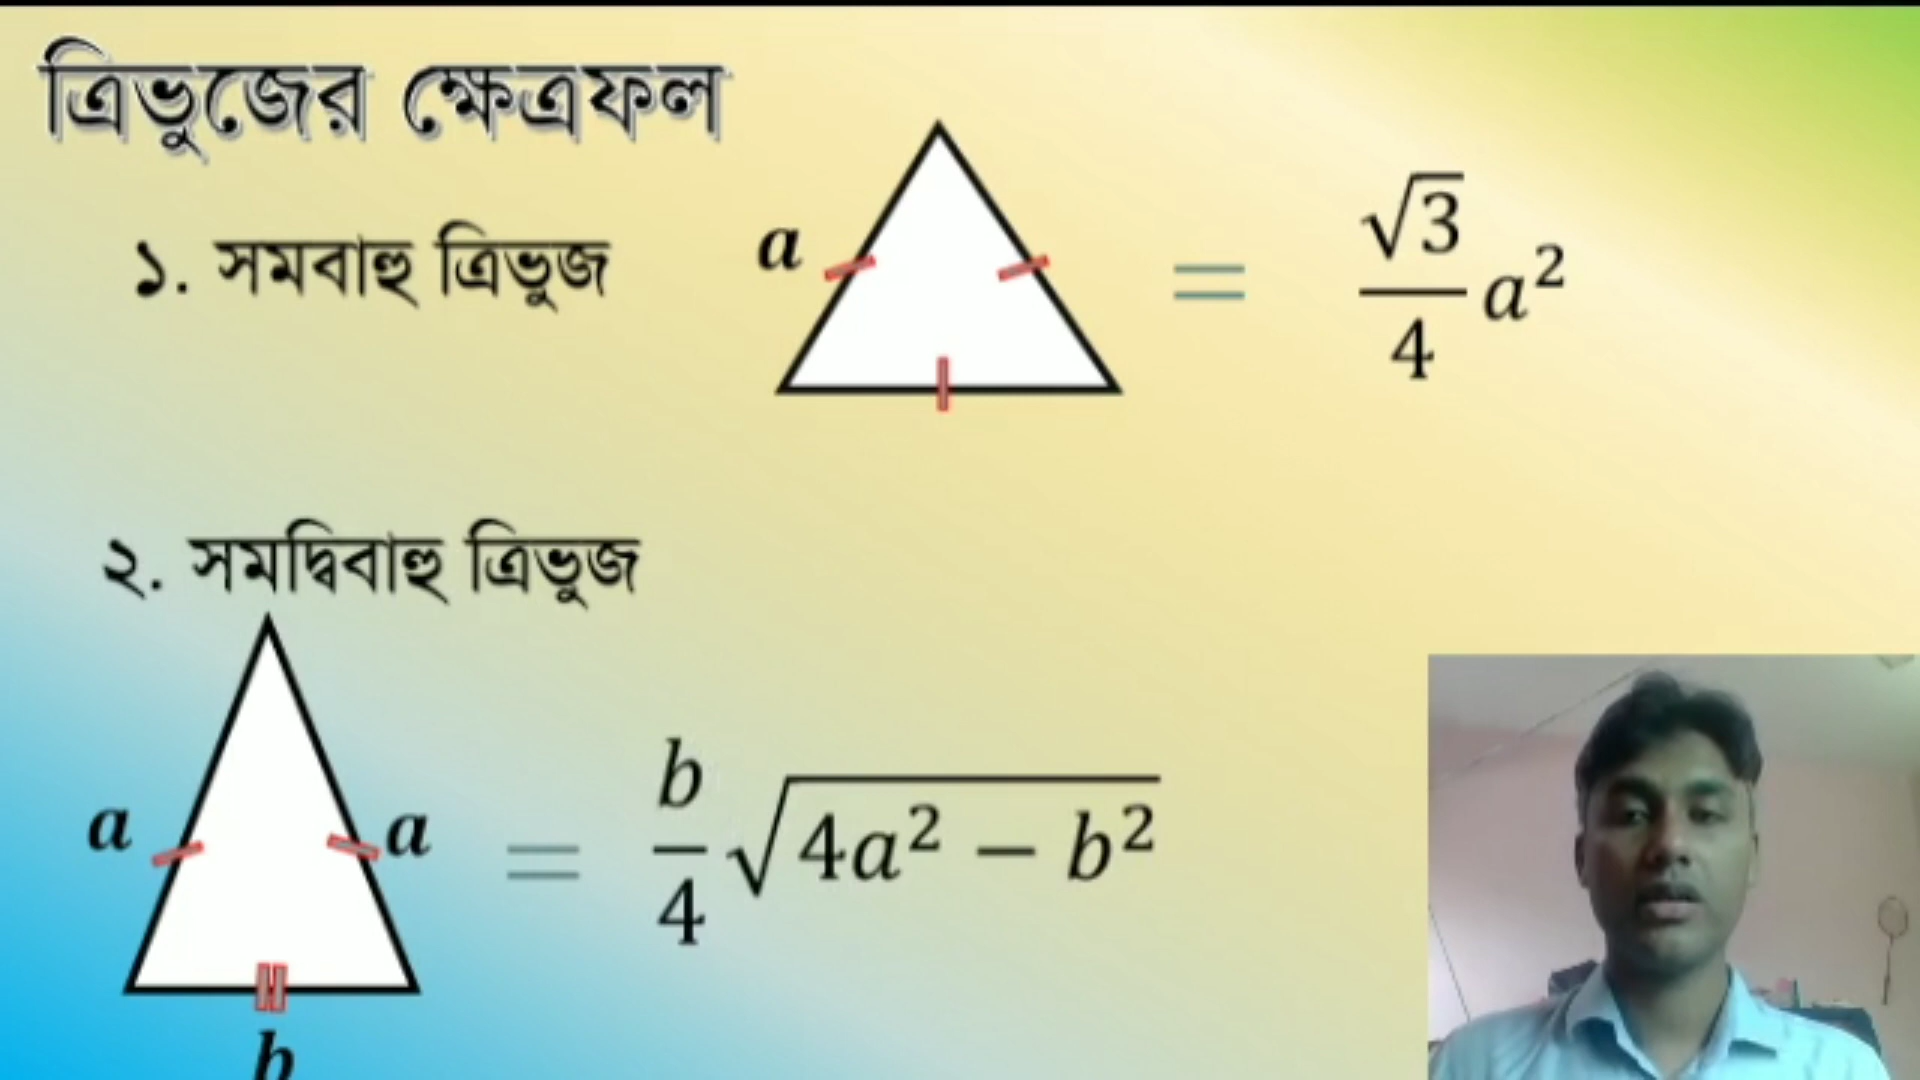 ত্রিভুজের ক্ষেত্রফল
১. সমবাহু ত্রিভুজ
a
= √3/4 a²
২. সমদ্বিবাহু ত্রিভুজ
a a = b/4 √(4a² − b²)
b